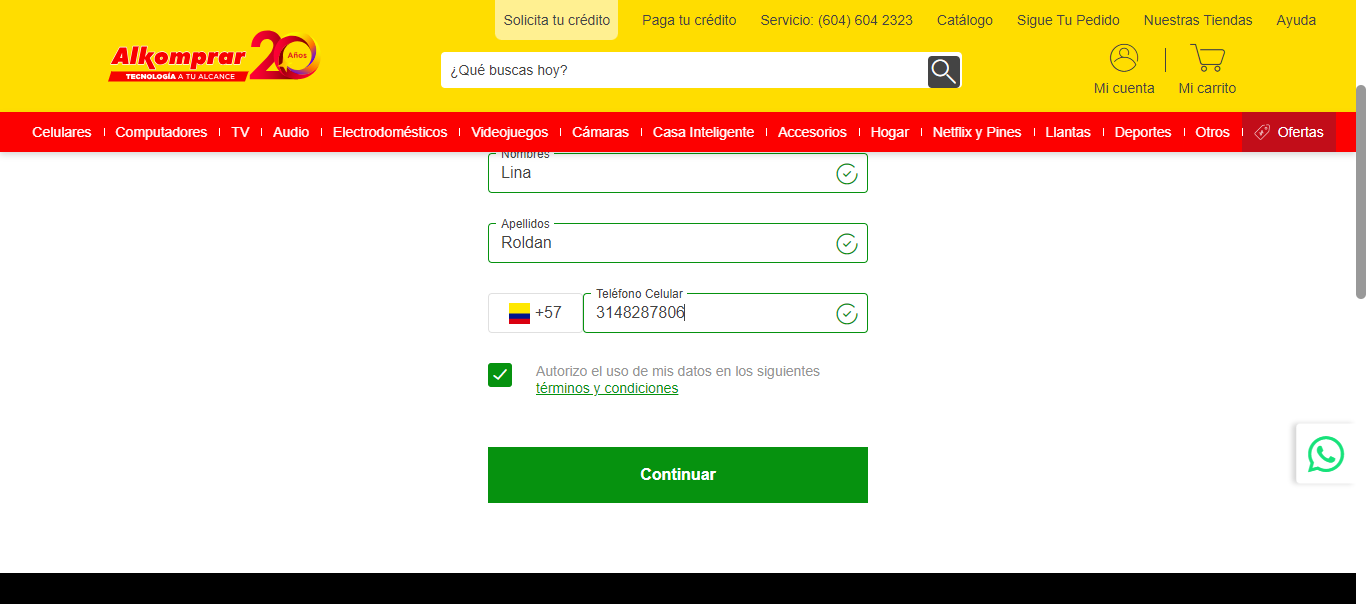 Solicita tu crédito Paga tu crédito Servicio: (604) 604 2323 Catálogo Sigue Tu Pedido Nuestras Tiendas Ayuda
Alkomprar 20 Años
TECNOLOGÍA A TU ALCANCE
¿Qué buscas hoy?
Mi cuenta Mi carrito
Celulares Computadores TV Audio Electrodomésticos Videojuegos Cámaras Casa Inteligente Accesorios Hogar Netflix y Pines Llantas Deportes Otros Ofertas
Nombres
Lina
Apellidos
Roldan
Teléfono Celular
+57 3148287806
Autorizo el uso de mis datos en los siguientes
términos y condiciones
Continuar